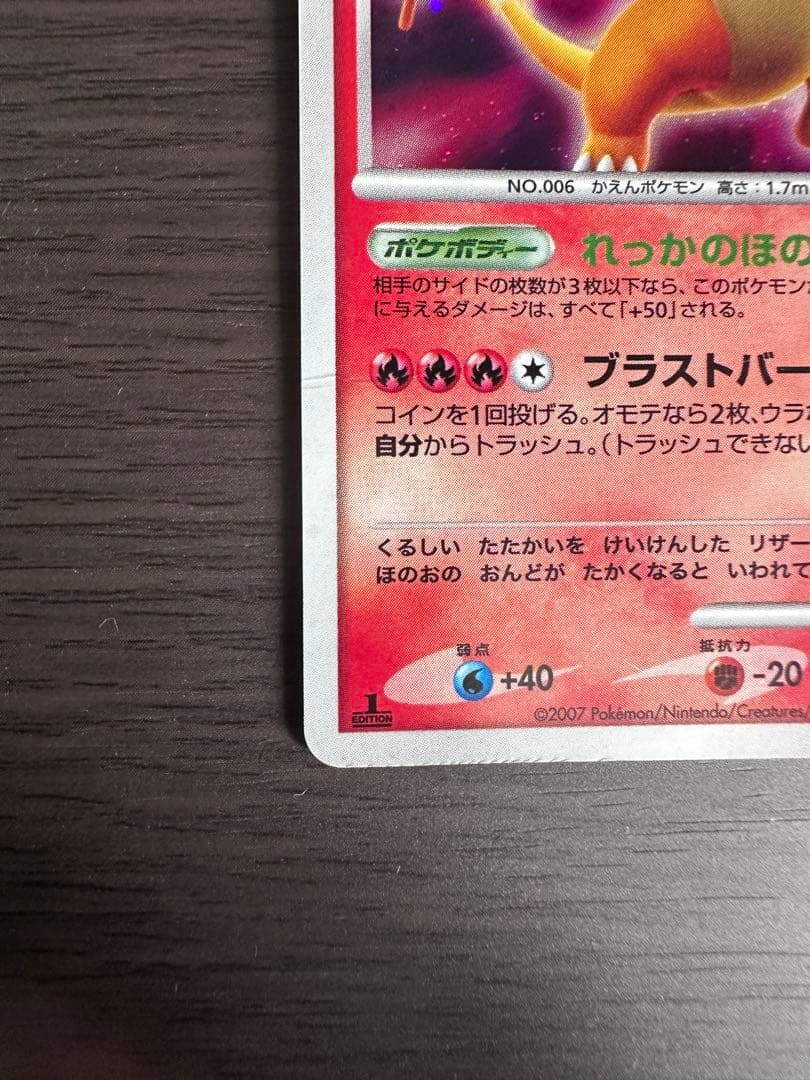 NO.006 かえんポケモン 高さ:1.7m
ポケボディー れっかのほの
相手のサイドの枚数が3枚以下なら、このポケモンが
に与えるダメージは、すべて「+50」される。
ブラストバー
コインを1回投げる。オモテなら2枚、ウラな
自分からトラッシュ。(トラッシュできない
くるしい たたかいを けいけんした リザー
ほのおの おんどが たかくなると いわれて
弱点 抵抗力
+40 -20
©2007 Pokémon/Nintendo/Creatures/
1
EDITION